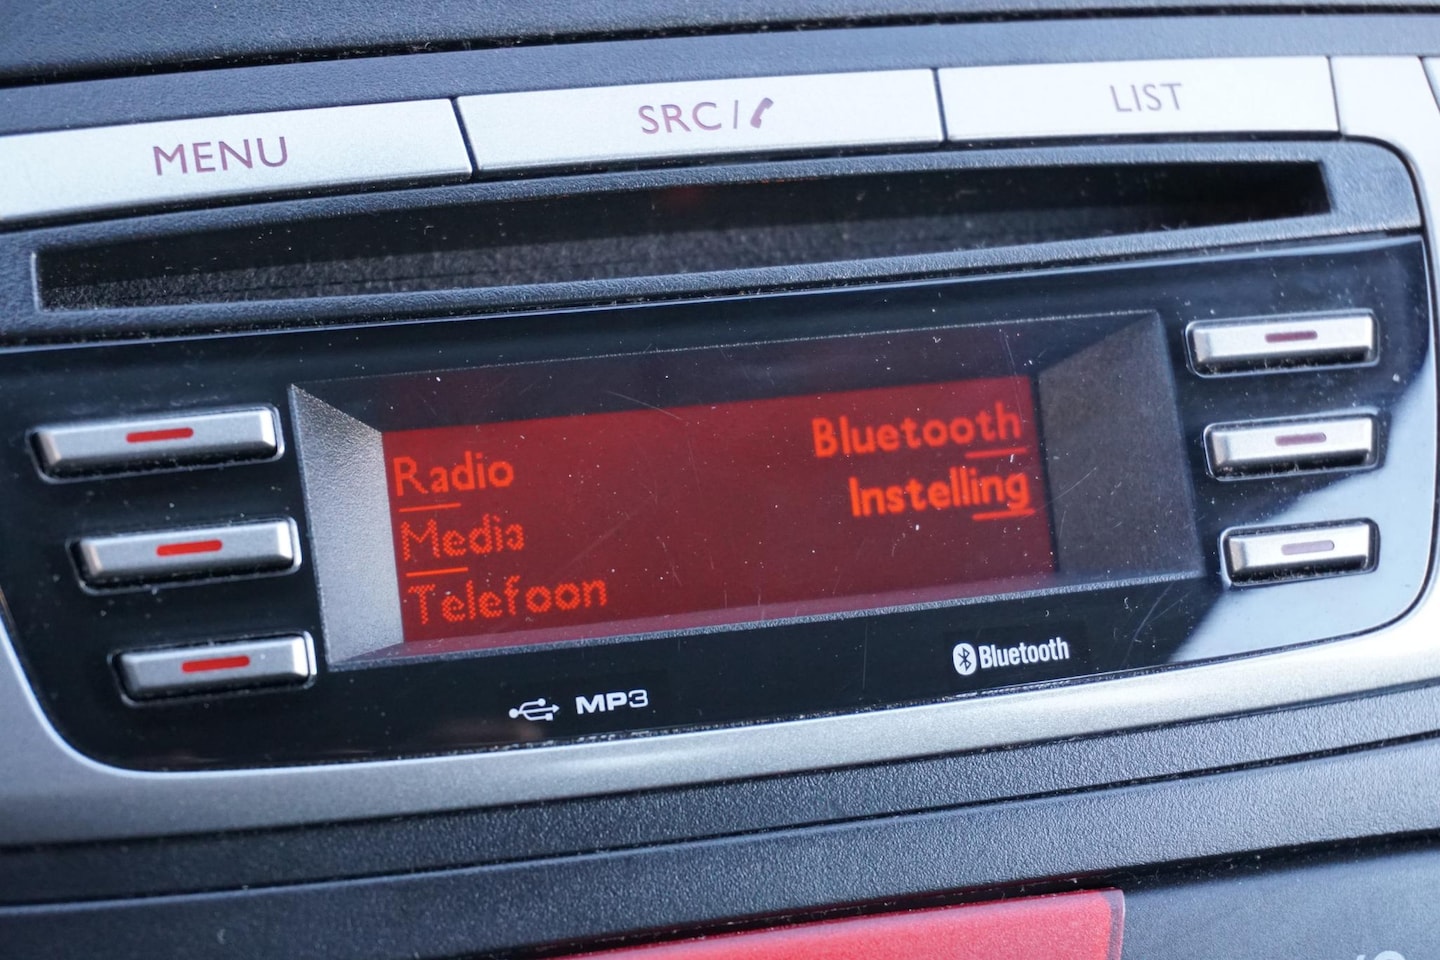 MENU
SRC/
LIST
Radio
Bluetooth
Media
Instelling
Telefoon
MP3
Bluetooth